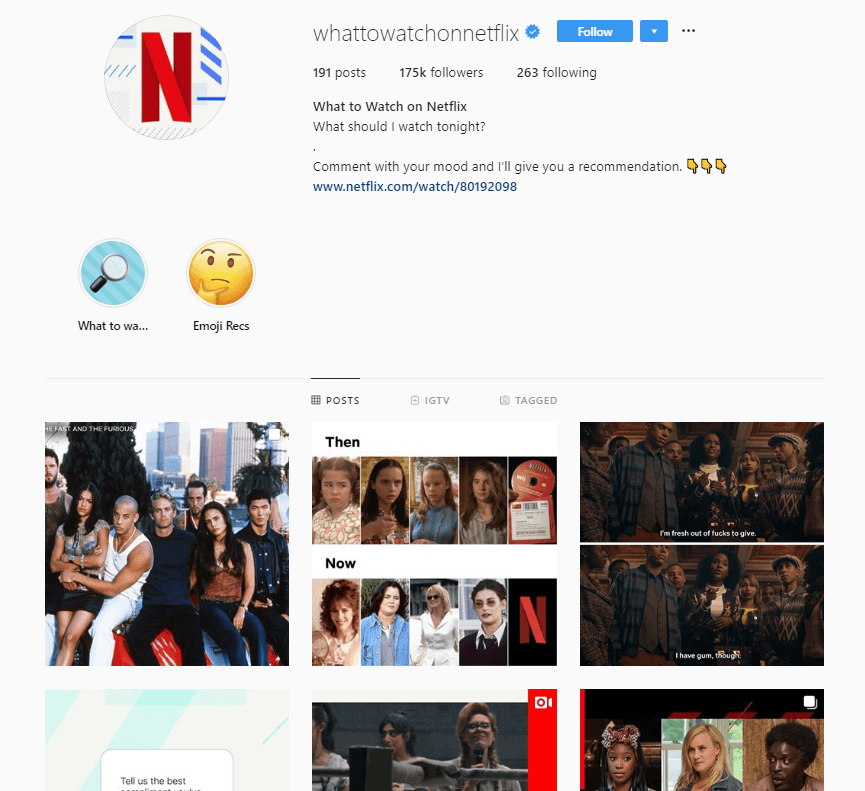 whattowatchonnetflix
Follow
191 posts 175k followers 263 following
What to Watch on Netflix
What should I watch tonight?
.
Comment with your mood and I'll give you a recommendation. 👇👇👇
www.netflix.com/watch/80192098
What to wa... Emoji Recs
POSTS IGTV TAGGED
HE FAST AND THE FURIOUS
Then
NETFLIX
Wii
Now
N
I'm fresh out of fucks to give.
I have gum, though.
Tell us the best
compliment you've